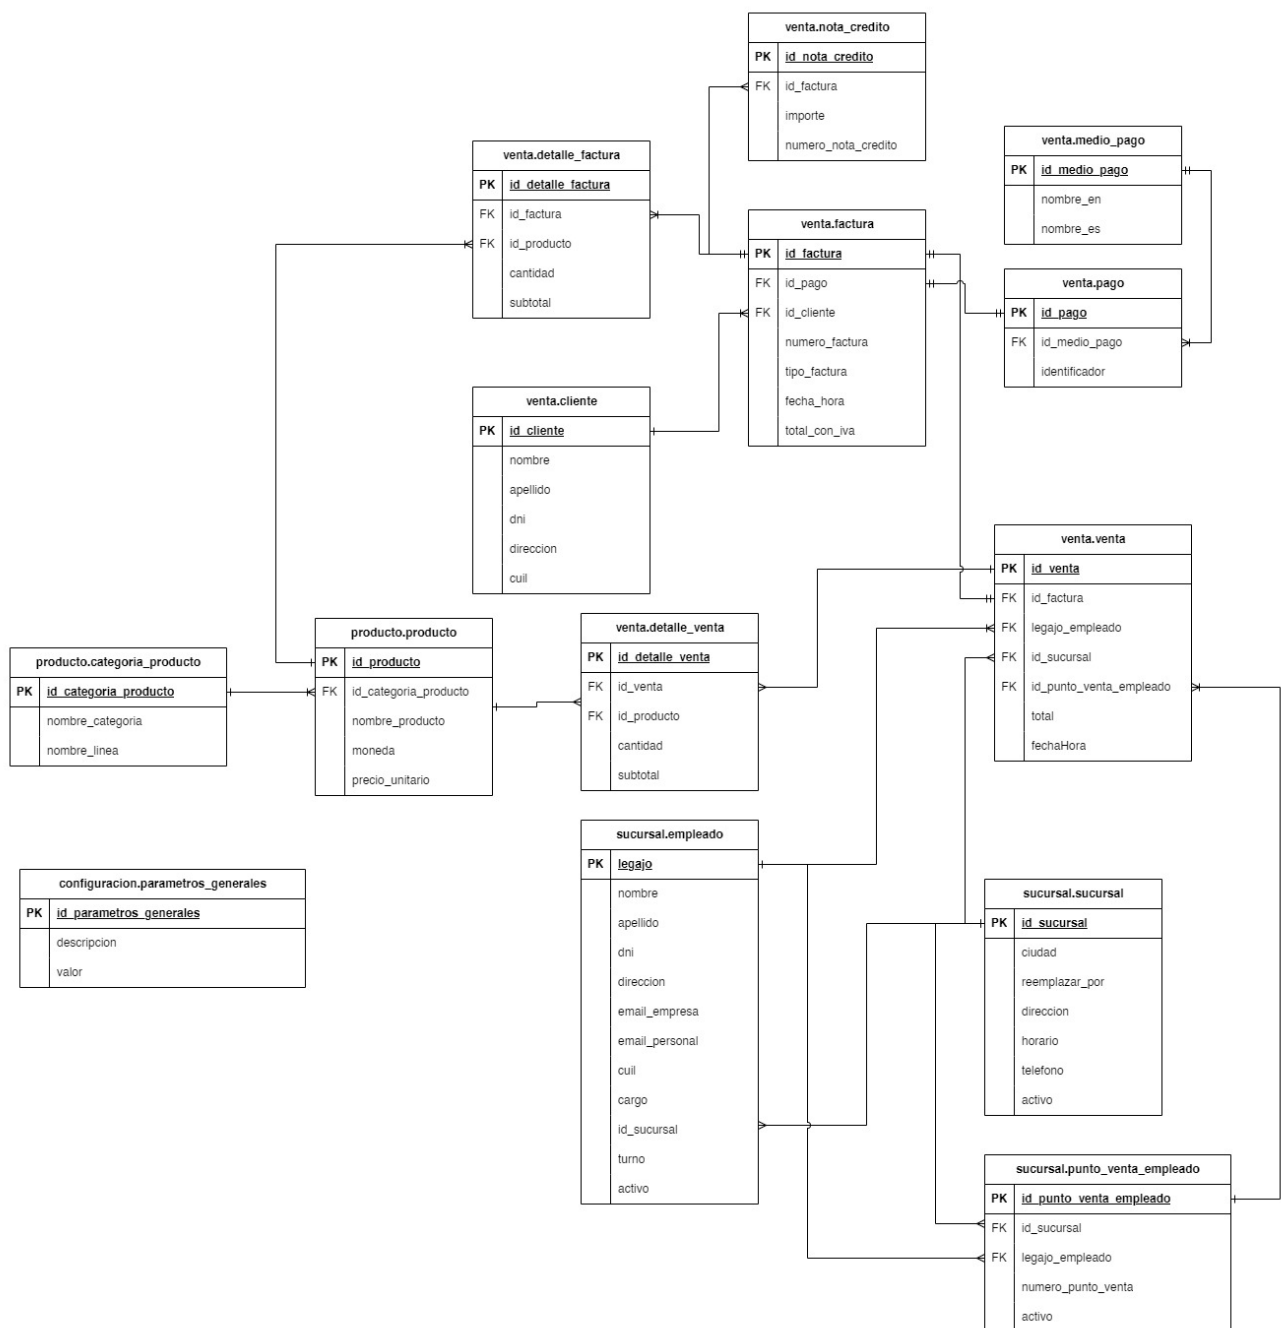 venta.nota_credito
PK id_nota_credito
FK id_factura
importe
numero_nota_credito
venta.medio_pago
PK id_medio_pago
nombre_en
nombre_es
venta.detalle_factura
PK id_detalle_factura
FK id_factura
FK id_producto
cantidad
subtotal
venta.factura
PK id_factura
FK id_pago
FK id_cliente
numero_factura
tipo_factura
fecha_hora
total_con_iva
venta.pago
PK id_pago
FK id_medio_pago
identificador
venta.cliente
PK id_cliente
nombre
apellido
dni
direccion
cuil
venta.venta
PK id_venta
FK id_factura
FK legajo_empleado
FK id_sucursal
FK id_punto_venta_empleado
total
fechaHora
producto.categoria_producto
PK id_categoria_producto
nombre_categoria
nombre_linea
producto.producto
PK id_producto
FK id_categoria_producto
nombre_producto
moneda
precio_unitario
venta.detalle_venta
PK id_detalle_venta
FK id_venta
FK id_producto
cantidad
subtotal
sucursal.empleado
PK legajo
nombre
apellido
dni
direccion
email_empresa
email_personal
cuil
cargo
id_sucursal
turno
activo
configuracion.parametros_generales
PK id_parametros_generales
descripcion
valor
sucursal.sucursal
PK id_sucursal
ciudad
reemplazar_por
direccion
horario
telefono
activo
sucursal.punto_venta_empleado
PK id_punto_venta_empleado
FK id_sucursal
FK legajo_empleado
numero_punto_venta
activo